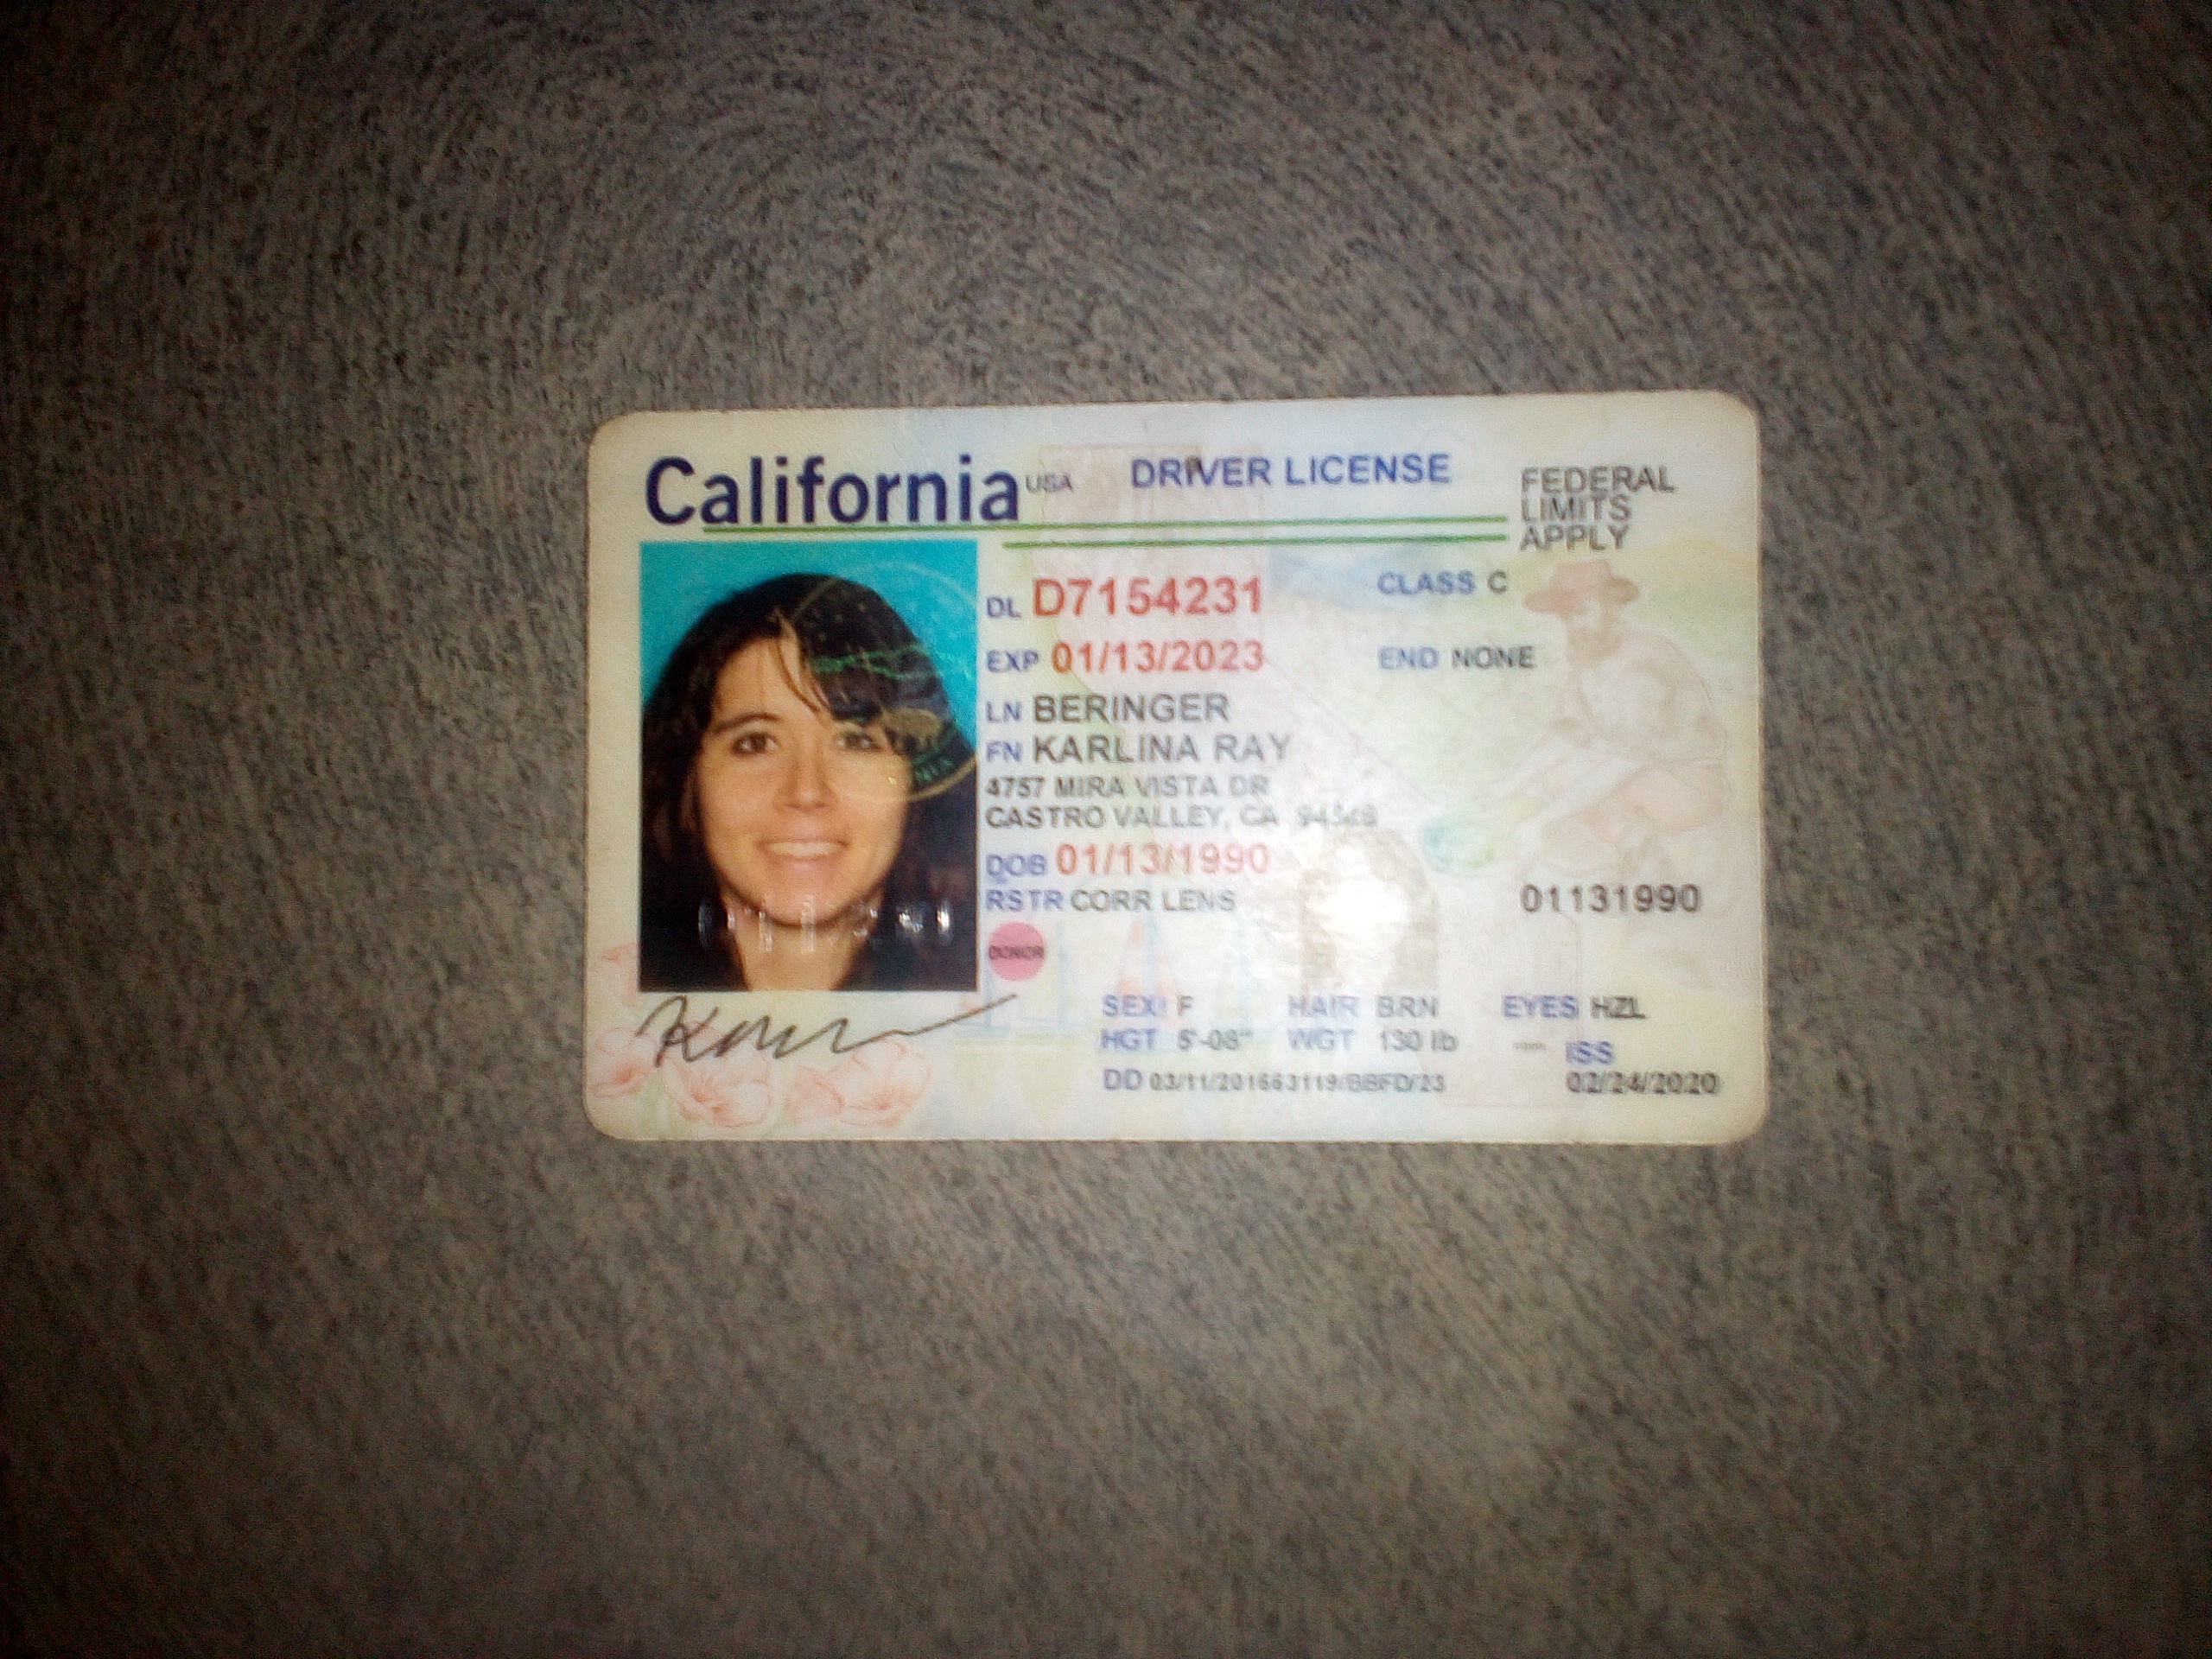 California USA DRIVER LICENSE
FEDERAL
LIMITS
APPLY
DL D7154231
CLASS C
EXP 01/13/2023
END NONE
LN BERINGER
FN KARLINA RAY
4757 MIRA VISTA DR
CASTRO VALLEY, CA
DOB 01/13/1990
RSTR CORR LENS
01131990
DONOR
SEX F HAIR BRN EYES HZL
HGT 5'-08" WGT 130 lb
ISS
DD 03/11/201663119/BBFD/23
02/24/2020